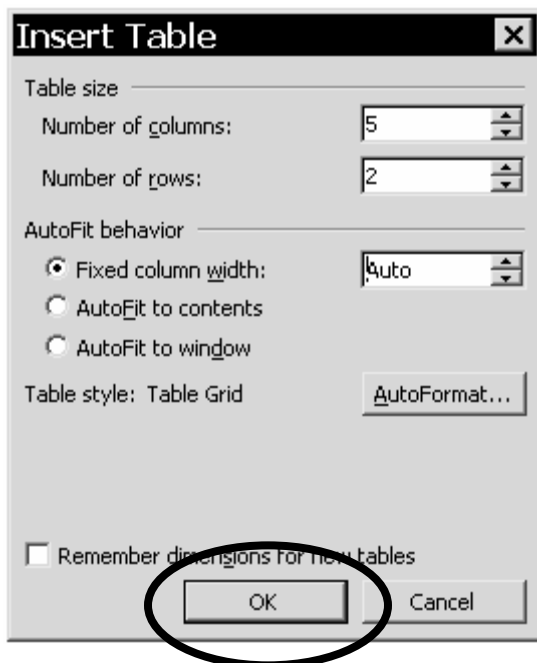 Insert Table
Table size
Number of columns: 5
Number of rows: 2
AutoFit behavior
Fixed column width: Auto
AutoFit to contents
AutoFit to window
Table style: Table Grid AutoFormat...
Remember dimensions for new tables
OK Cancel